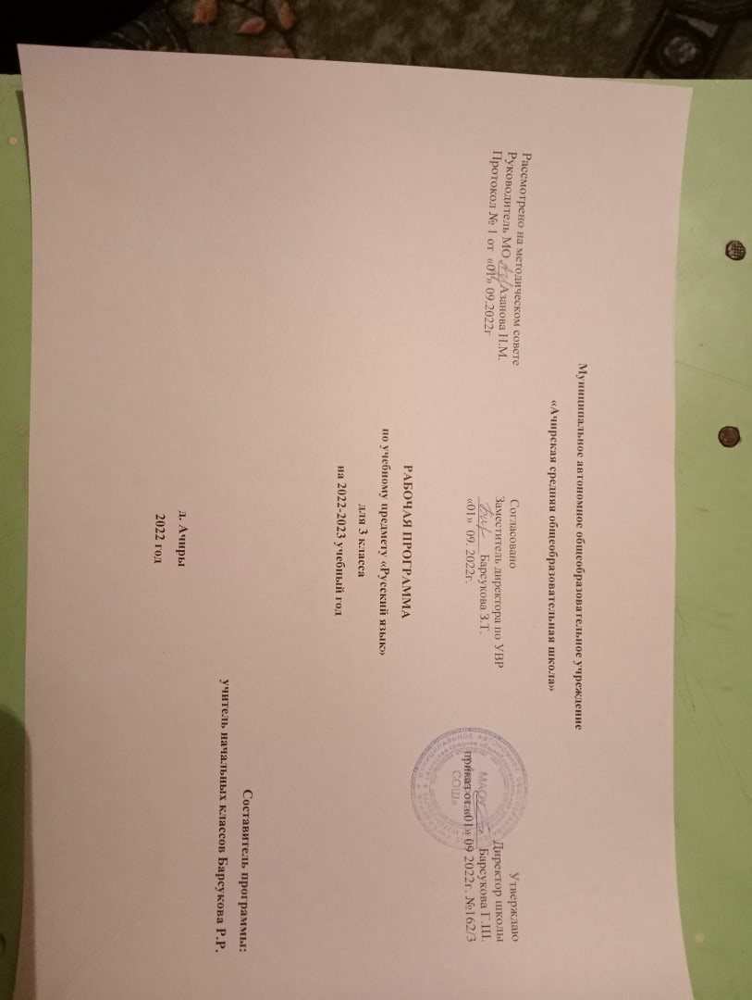 Муниципальное автономное общеобразовательное учреждение
«Ачирская средняя общеобразовательная школа»
Рассмотрено на методическом совете
Руководитель МО Азанова Н.М.
Протокол № 1 от «01» 09.2022г
Согласовано
Заместитель директора по УВР
Барсукова З.Т.
«01» 09. 2022г.
Утверждаю
Директор школы
Барсукова Г.Ш.
приказ от «01» 09 2022г. №162/3
МАОУ
СОШ»
РАБОЧАЯ ПРОГРАММА
по учебному предмету «Русский язык»
для 3 класса
на 2022-2023 учебный год
Составитель программы:
учитель начальных классов Барсукова Р.Р.
д. Ачиры
2022 год